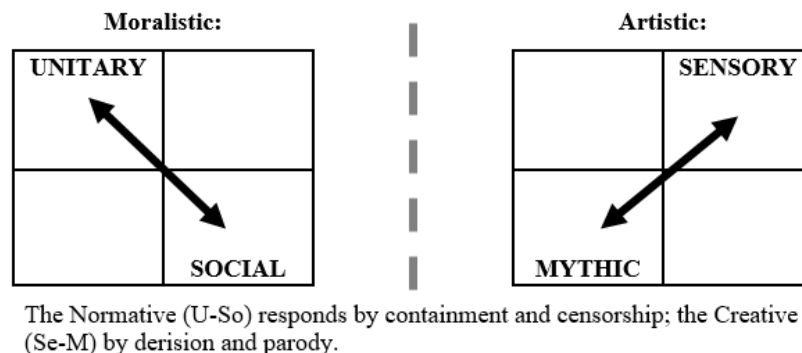 Moralistic:
Artistic:
UNITARY
SENSORY
SOCIAL
MYTHIC
The Normative (U-So) responds by containment and censorship; the Creative
(Se-M) by derision and parody.